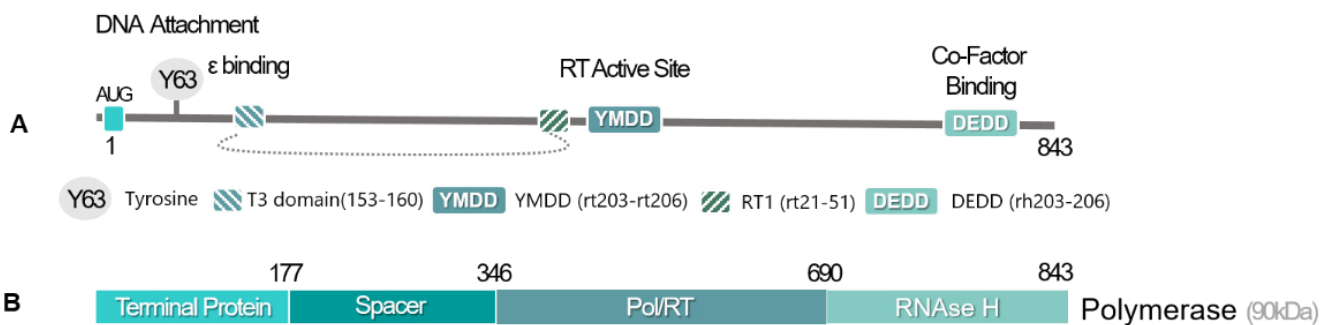 DNA Attachment
Y63
ε binding
RT Active Site
Co-Factor
Binding
AUG
A
YMDD
DEDD
1
843
Y63 Tyrosine T3 domain(153-160) YMDD YMDD (rt203-rt206) RT1 (rt21-51) DEDD DEDD (rh203-206)
177 346 690 843
B Terminal Protein Spacer Pol/RT RNAse H Polymerase (90kDa)